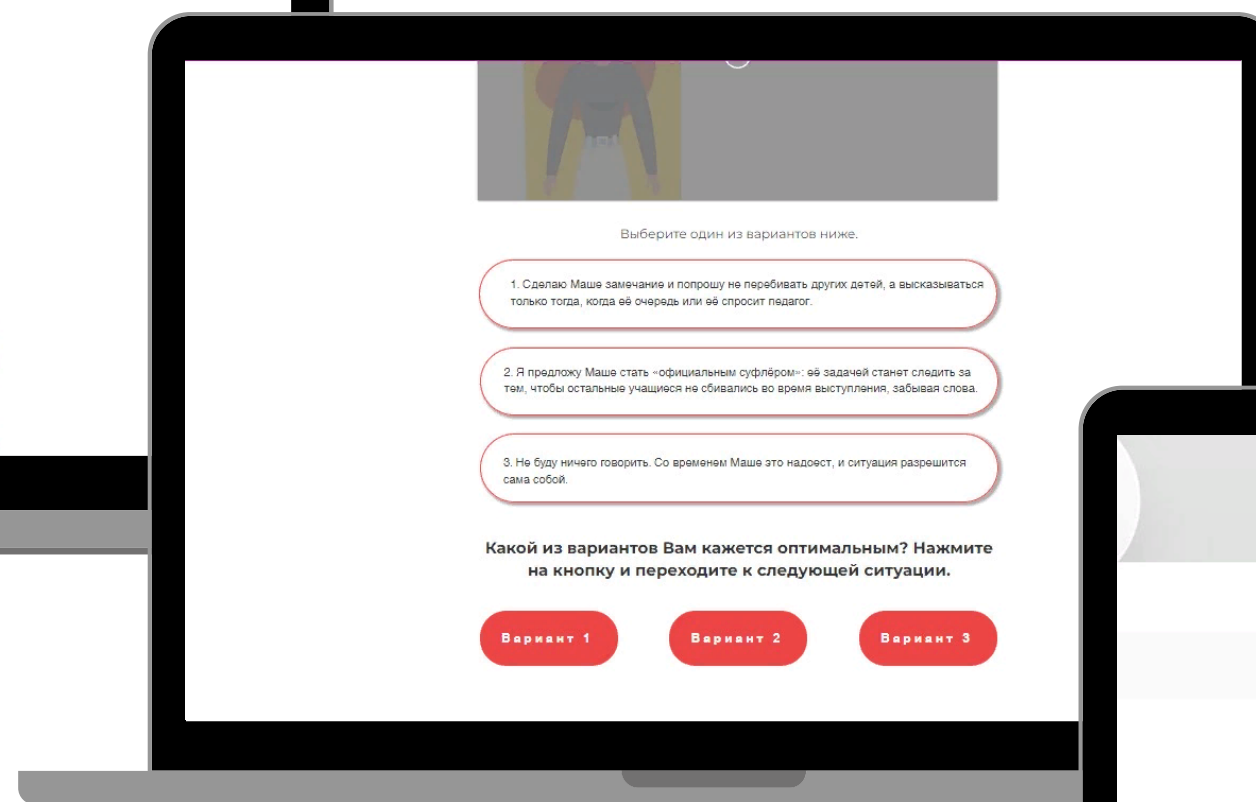 Выберите один из вариантов ниже.
1. Сделаю Маше замечание и попрошу не перебивать других детей, а высказываться
только тогда, когда её очередь или её спросит педагог.
2. Я предложу Маше стать «официальным суфлёром»: её задачей станет следить за
тем, чтобы остальные учащиеся не сбивались во время выступления, забывая слова.
3. Не буду ничего говорить. Со временем Маше это надоест, и ситуация разрешится
сама собой.
Какой из вариантов Вам кажется оптимальным? Нажмите
на кнопку и переходите к следующей ситуации.
Вариант 1
Вариант 2
Вариант 3